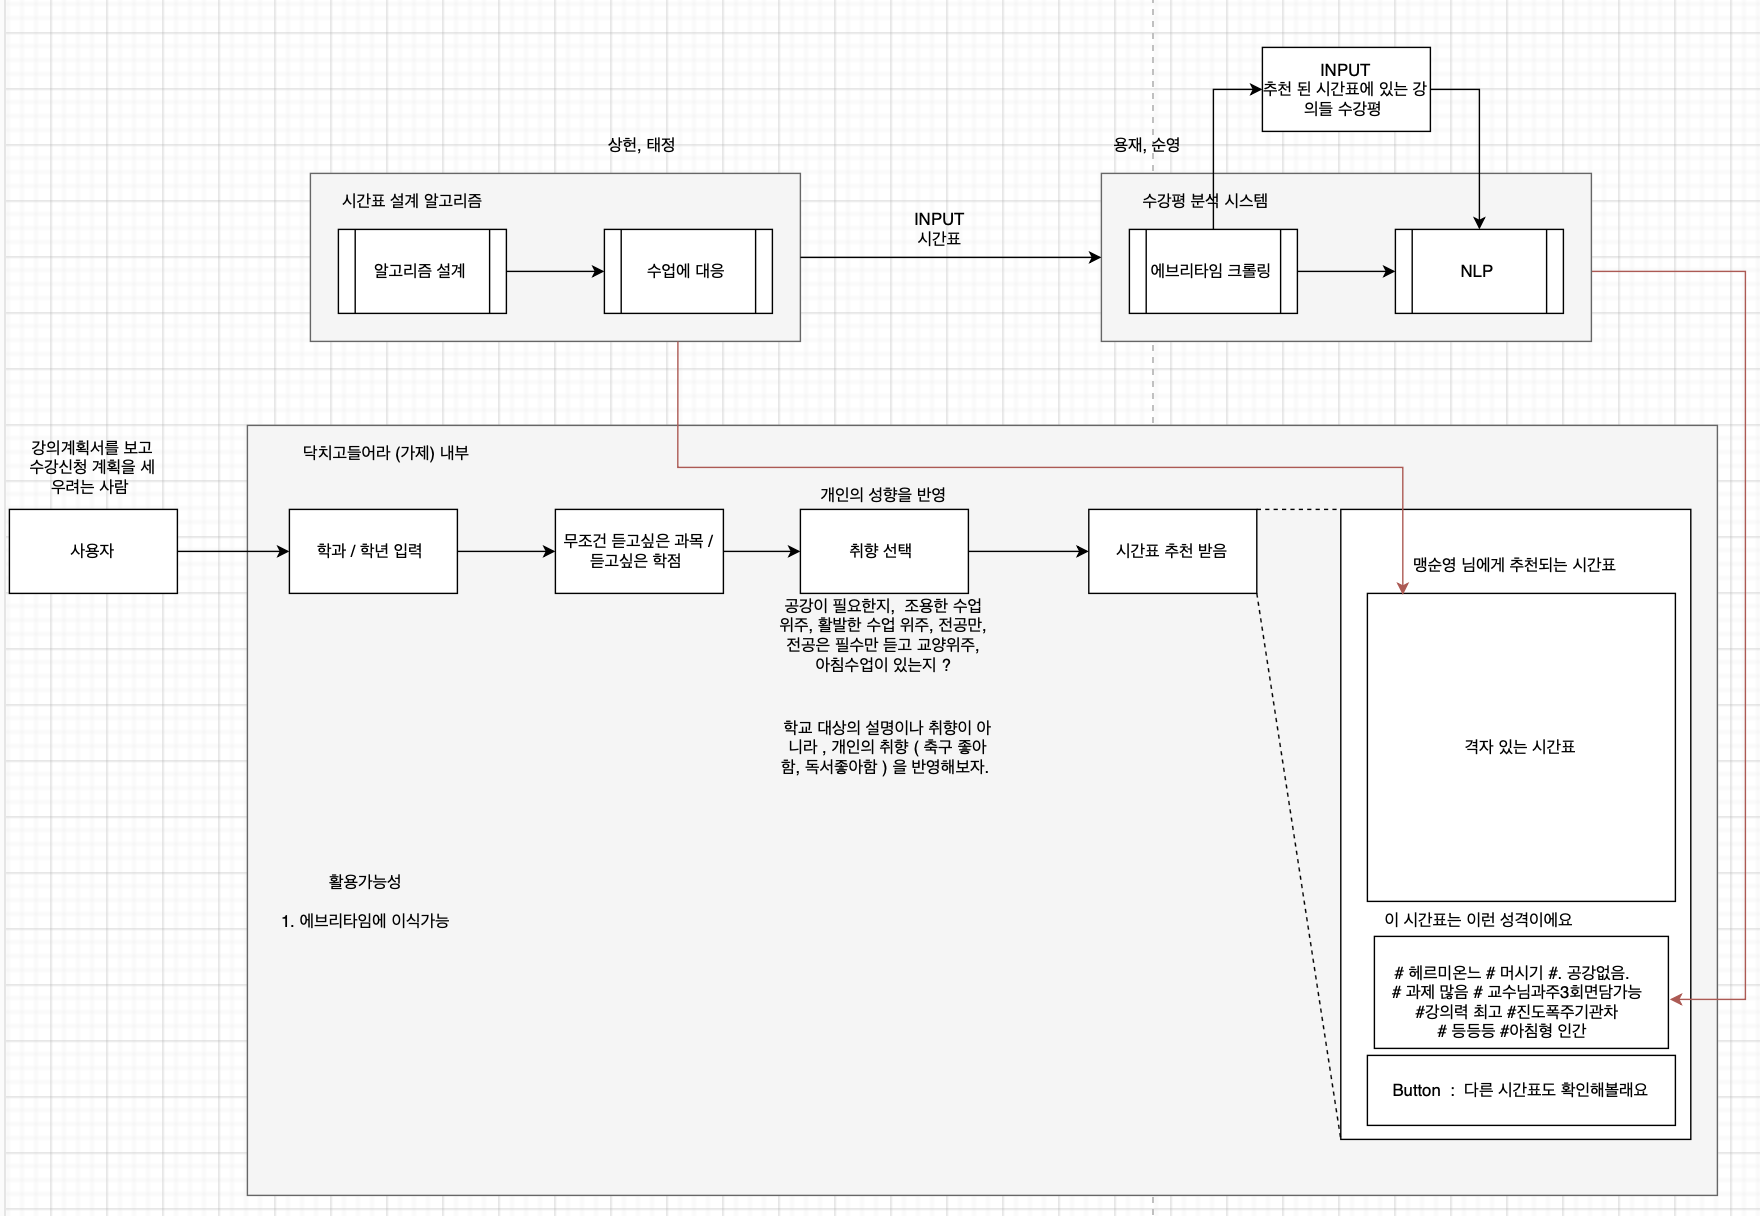 INPUT
추천 된 시간표에 있는 강
의들 수강평
상헌, 태정
용재, 순영
시간표 설계 알고리즘
수강평 분석 시스템
INPUT
시간표
알고리즘 설계
수업에 대응
에브리타임 크롤링
NLP
강의계획서를 보고
수강신청 계획을 세
우려는 사람
닥치고들어라 (가제) 내부
개인의 성향을 반영
사용자
학과 / 학년 입력
무조건 듣고싶은 과목 /
듣고싶은 학점
취향 선택
시간표 추천 받음
맹순영 님에게 추천되는 시간표
공강이 필요한지, 조용한 수업
위주, 활발한 수업 위주, 전공만,
전공은 필수만 듣고 교양위주,
아침수업이 있는지 ?
학교 대상의 설명이나 취향이 아
니라 , 개인의 취향 ( 축구 좋아
함, 독서좋아함 ) 을 반영해보자.
격자 있는 시간표
활용가능성
1. 에브리타임에 이식가능
이 시간표는 이런 성격이에요
# 헤르미온느 # 머시기 #. 공강없음.
# 과제 많음 # 교수님과주3회면담가능
#강의력 최고 #진도폭주기관차
# 등등등 #아침형 인간
Button : 다른 시간표도 확인해볼래요